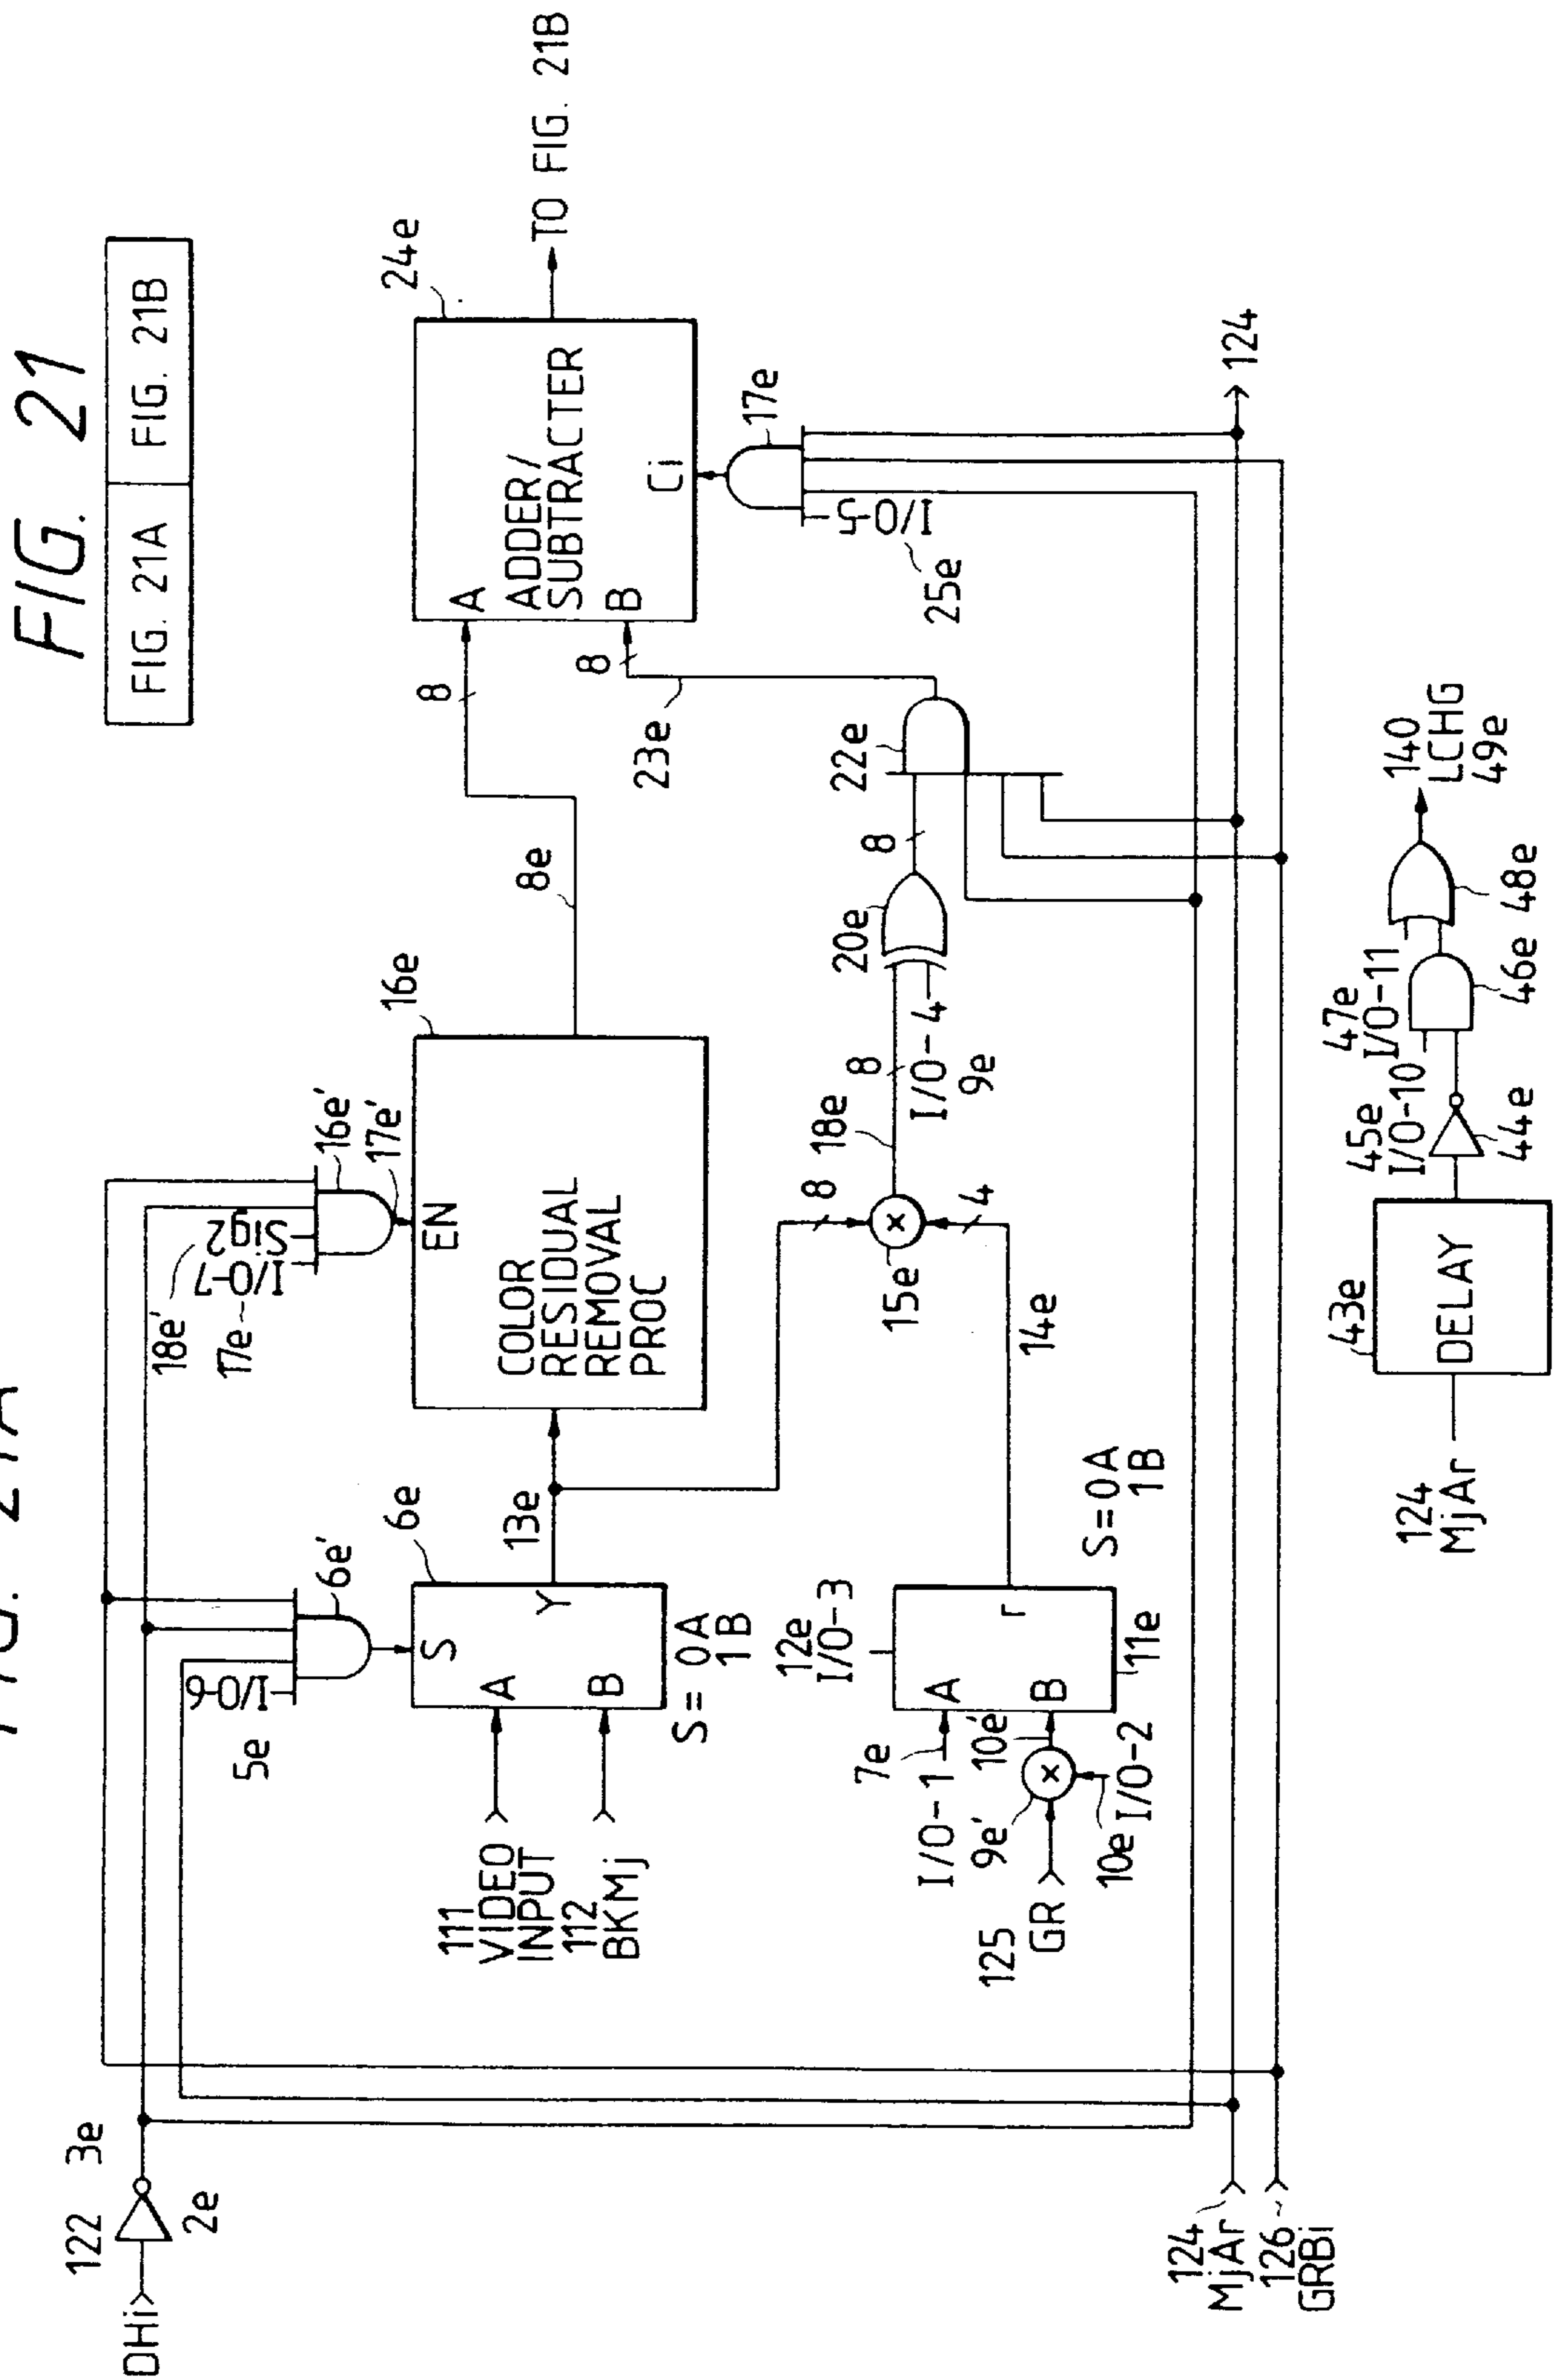 FIG. 21
FIG. 21A
FIG. 21B
FIG. 21A
DHi
122
3e
2e
I/O-6
5e
6e'
S
A
B
Y
6e
S= 0A
1B
111
VIDEO
INPUT
112
BKMj
13e
18e'
Sig2
I/O-7
17e
16e'
17e'
EN
COLOR
RESIDUAL
REMOVAL
PROC
16e
8e
8
A
ADDER/
SUBTRACTER
B
Ci
24e
TO FIG. 21B
8
23e
17e
I/O-5
25e
124
12e
I/O-3
A
B
r
11e
S=0A
1B
7e
I/O-1
9e'
10e'
10e
I/O-2
125
GR
14e
8
4
15e
18e
8
I/O-4
9e
20e
8
22e
124
MjAr
126
GRBi
124
MjAr
43e
DELAY
44e
45e
I/O-10
46e
47e
I/O-11
48e
140
LCHG
49e